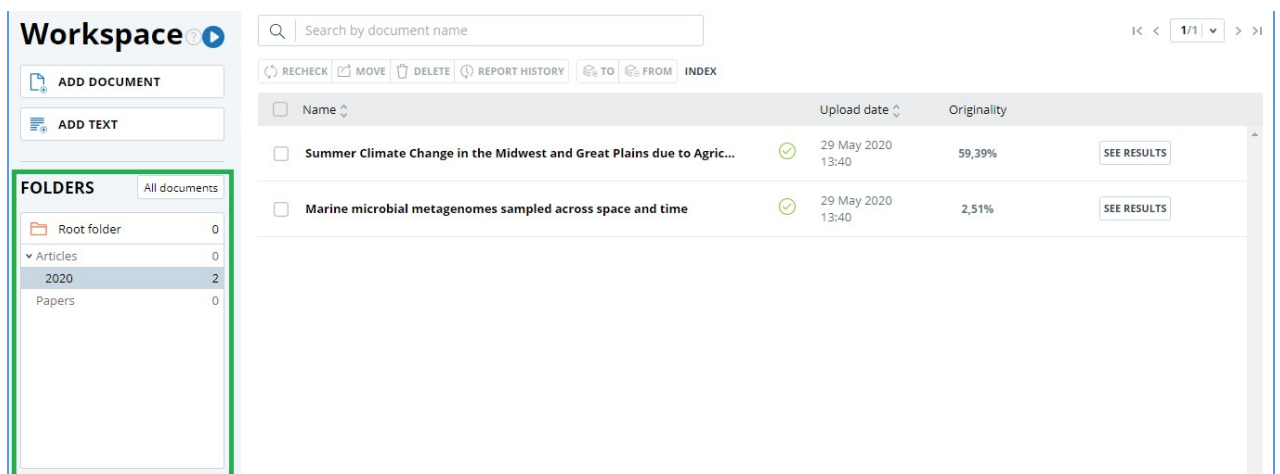 Workspace
ADD DOCUMENT
ADD TEXT
FOLDERS All documents
Root folder 0
Articles 0
2020 2
Papers 0
Search by document name
1/1
RECHECK MOVE DELETE REPORT HISTORY TO FROM INDEX
Name Upload date Originality
Summer Climate Change in the Midwest and Great Plains due to Agric... 29 May 2020 59,39% SEE RESULTS
13:40
Marine microbial metagenomes sampled across space and time 29 May 2020 2,51% SEE RESULTS
13:40